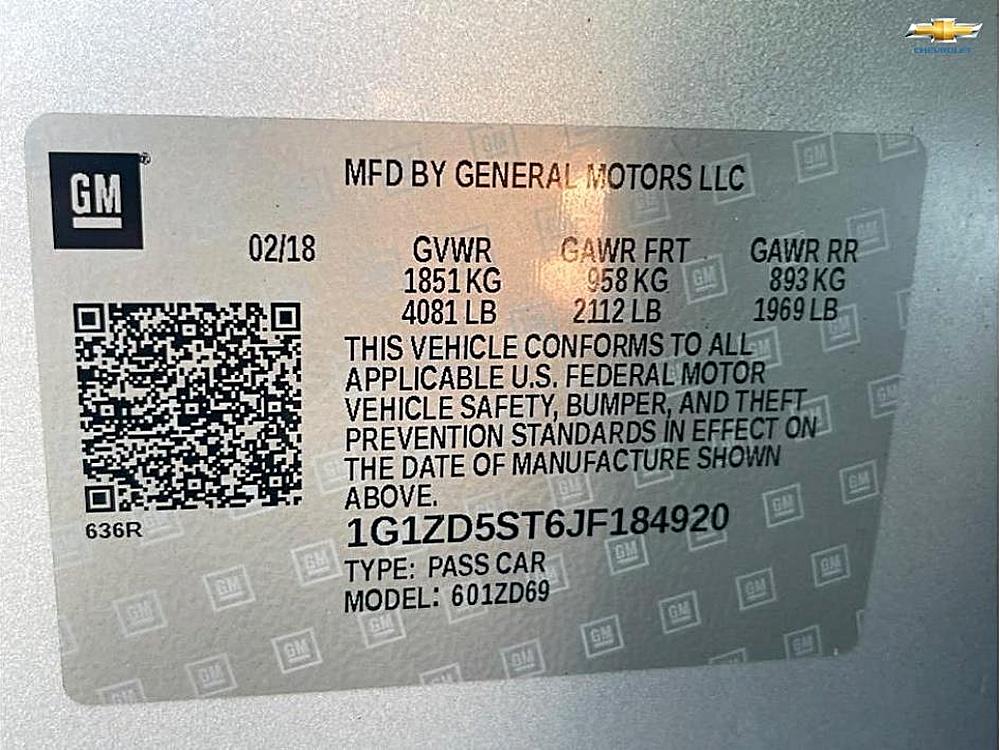 CHEVROLET
GM
MFD BY GENERAL MOTORS LLC
02/18 GVWR GAWR FRT GAWR RR
1851 KG 958 KG 893 KG
4081 LB 2112 LB 1969 LB
THIS VEHICLE CONFORMS TO ALL
APPLICABLE U.S. FEDERAL MOTOR
VEHICLE SAFETY, BUMPER, AND THEFT
PREVENTION STANDARDS IN EFFECT ON
THE DATE OF MANUFACTURE SHOWN
ABOVE.
636R
1G1ZD5ST6JF184920
TYPE: PASS CAR
MODEL: 601ZD69